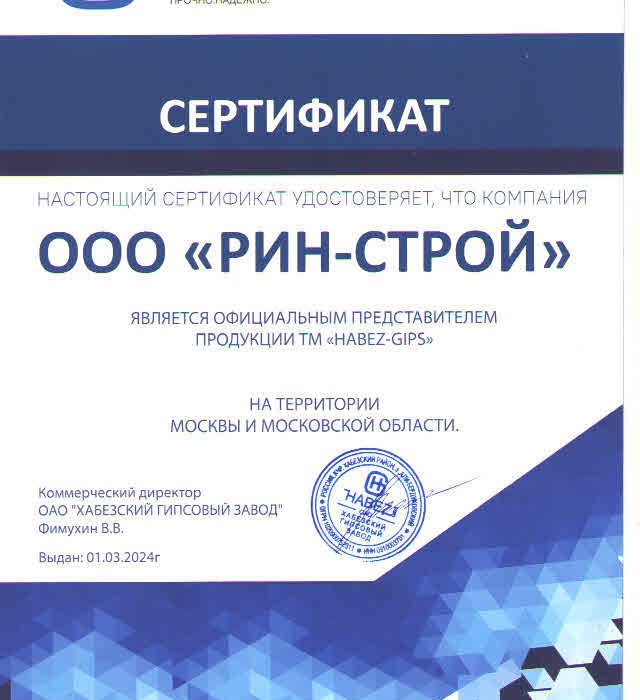 ПРОЧНО.НАДЕЖНО.
СЕРТИФИКАТ
НАСТОЯЩИЙ СЕРТИФИКАТ УДОСТОВЕРЯЕТ, ЧТО КОМПАНИЯ
ООО «РИН-СТРОЙ»
ЯВЛЯЕТСЯ ОФИЦИАЛЬНЫМ ПРЕДСТАВИТЕЛЕМ
ПРОДУКЦИИ ТМ «HABEZ-GIPS»
НА ТЕРРИТОРИИ
МОСКВЫ И МОСКОВСКОЙ ОБЛАСТИ.
Коммерческий директор
ОАО "ХАБЕЗСКИЙ ГИПСОВЫЙ ЗАВОД"
Фимухин В.В.
Выдан: 01.03.2024г
HABEZ
ОАО
ХАБЕЗСКИЙ
ГИПСОВЫЙ
ЗАВОД